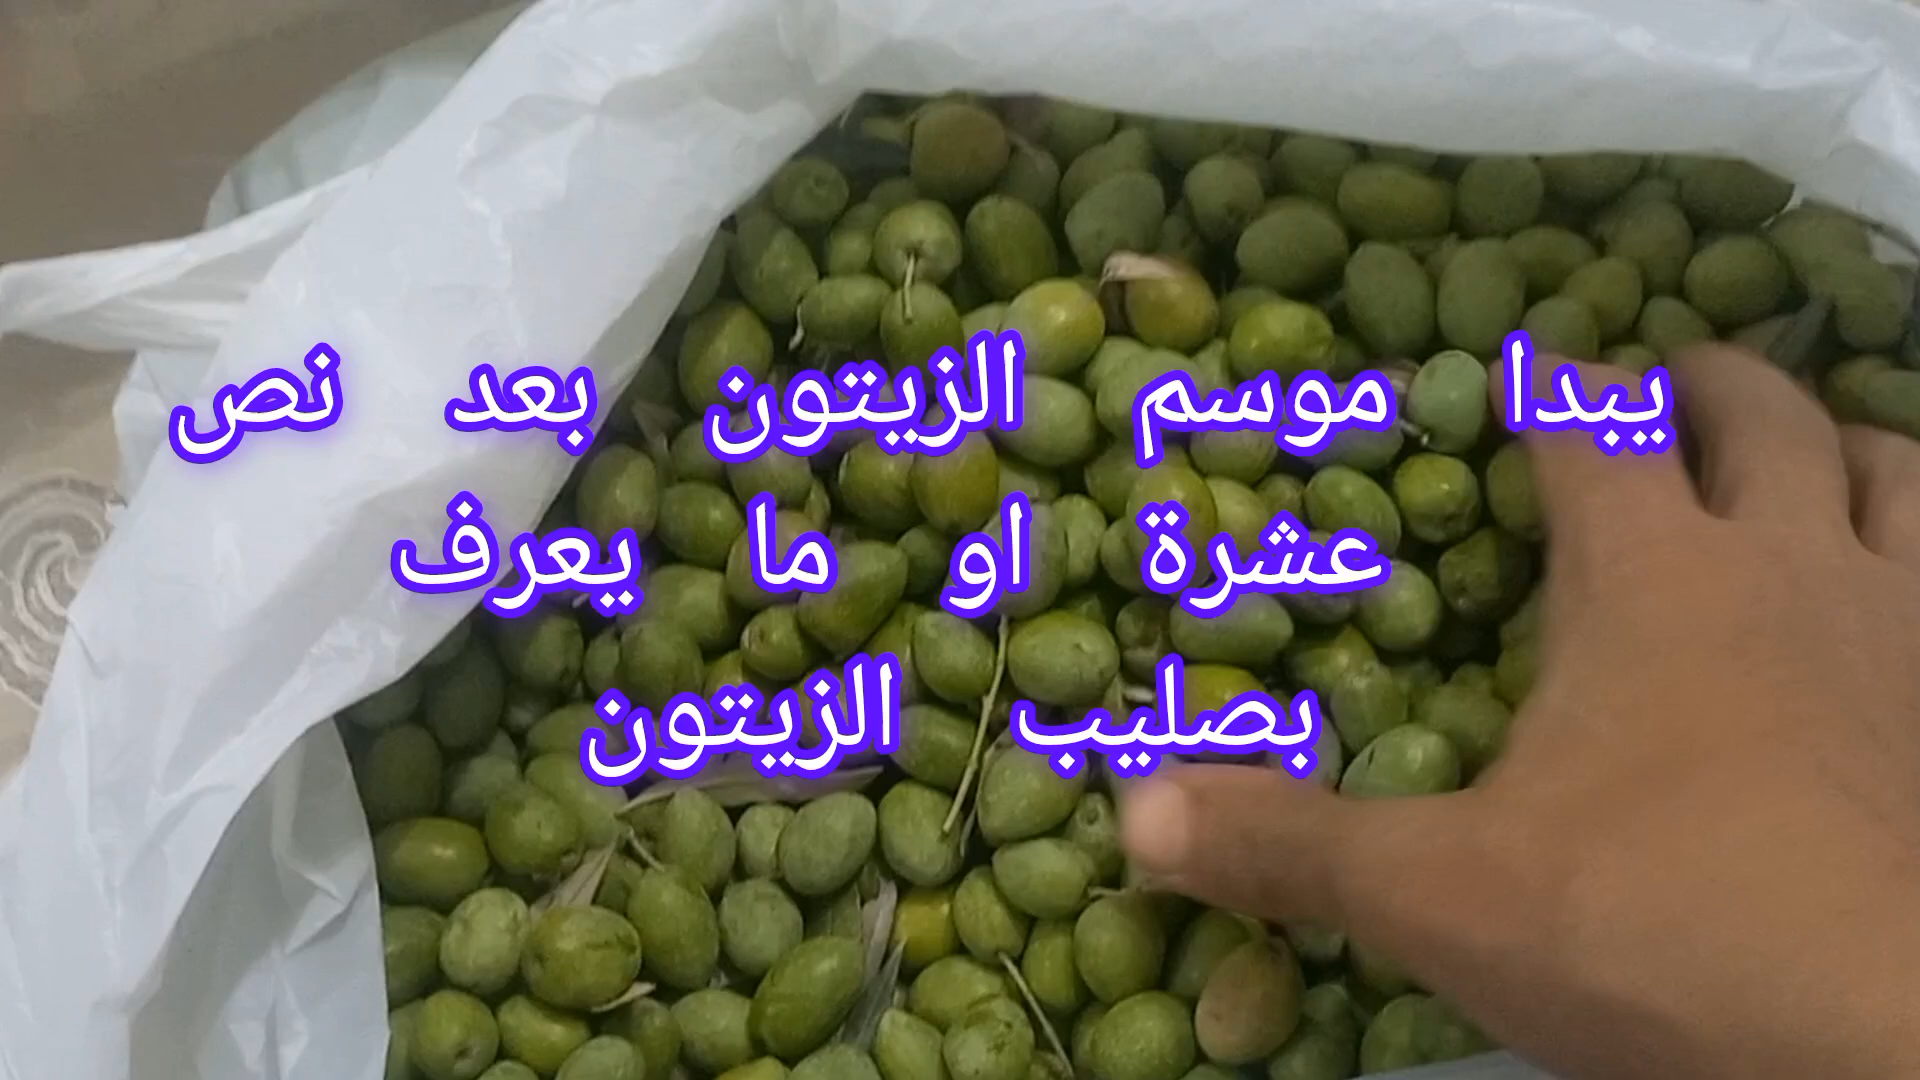 يبدا موسم الزيتون بعد نص
عشرة او ما يعرف
بصليب الزيتون